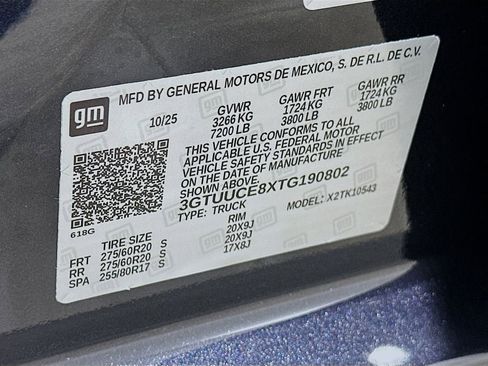 gm
MFD BY GENERAL MOTORS DE MEXICO, S. DE R.L. DE C.V.
10/25 GVWR GAWR FRT GAWR RR
3266 KG 1724 KG 1724 KG
7200 LB 3800 LB 3800 LB
THIS VEHICLE CONFORMS TO ALL
APPLICABLE U.S. FEDERAL MOTOR
VEHICLE SAFETY STANDARDS IN EFFECT
ON THE DATE OF MANUFACTURE
SHOWN ABOVE.
3GTUUCE8XTG190802
TYPE: TRUCK X2TK10543
618G
TIRE SIZE RIM
FRT 275/60R20 S 20X9J
RR 275/60R20 S 20X9J
SPA 255/80R17 S 17X8J